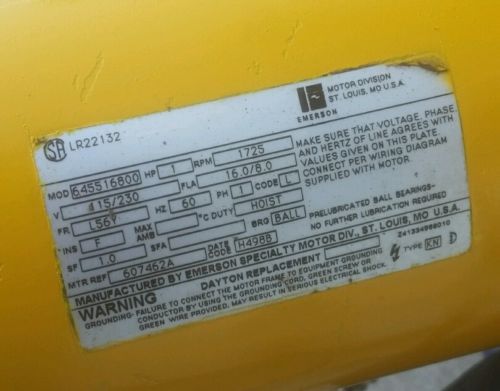 LR22132
MOTOR DIVISION
ST. LOUIS, MO U.S.A.
EMERSON
MOD 645516800 HP 1 RPM 1725
V 115/230 FLA 16.0/8.0
FR L56Y HZ 60 PH 1 CODE L
INS F MAX AMB °C DUTY HOIST
SF 1.0 SFA DATE CODE H498B BRG BALL
MTR REF 607462A
MAKE SURE THAT VOLTAGE, PHASE,
AND HERTZ OF LINE AGREES WITH
VALUES GIVEN ON THIS PLATE.
CONNECT PER WIRING DIAGRAM
SUPPLIED WITH MOTOR.
PRELUBRICATED BALL BEARINGS-
NO FURTHER LUBRICATION REQUIRED.
MANUFACTURED BY EMERSON SPECIALTY MOTOR DIV., ST. LOUIS, MO U.S.A.
DAYTON REPLACEMENT
TYPE KN D
WARNING
GROUNDING- FAILURE TO CONNECT THE MOTOR FRAME TO EQUIPMENT GROUNDING
CONDUCTOR BY USING THE GROUNDING CORD, GREEN SCREW OR
GREEN WIRE PROVIDED, MAY RESULT IN SERIOUS ELECTRICAL SHOCK.